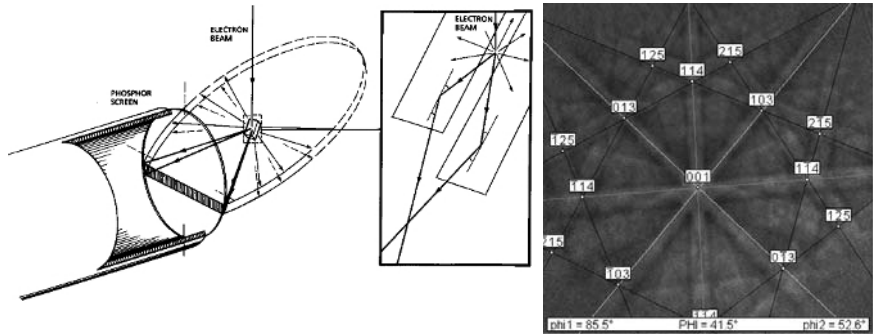 ELECTRON
BEAM
PHOSPHOR
SCREEN
ELECTRON
BEAM
125
215
114
013
103
215
125
001
114
114
125
215
013
103
114
phi1 = 85.5° PHI = 41.5° phi2 = 52.6°